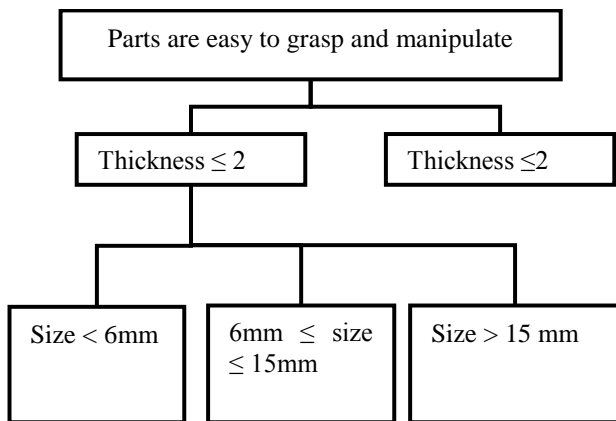 Parts are easy to grasp and manipulate
Thickness ≤ 2
Thickness ≤2
Size < 6mm
6mm ≤ size
≤ 15mm
Size > 15 mm